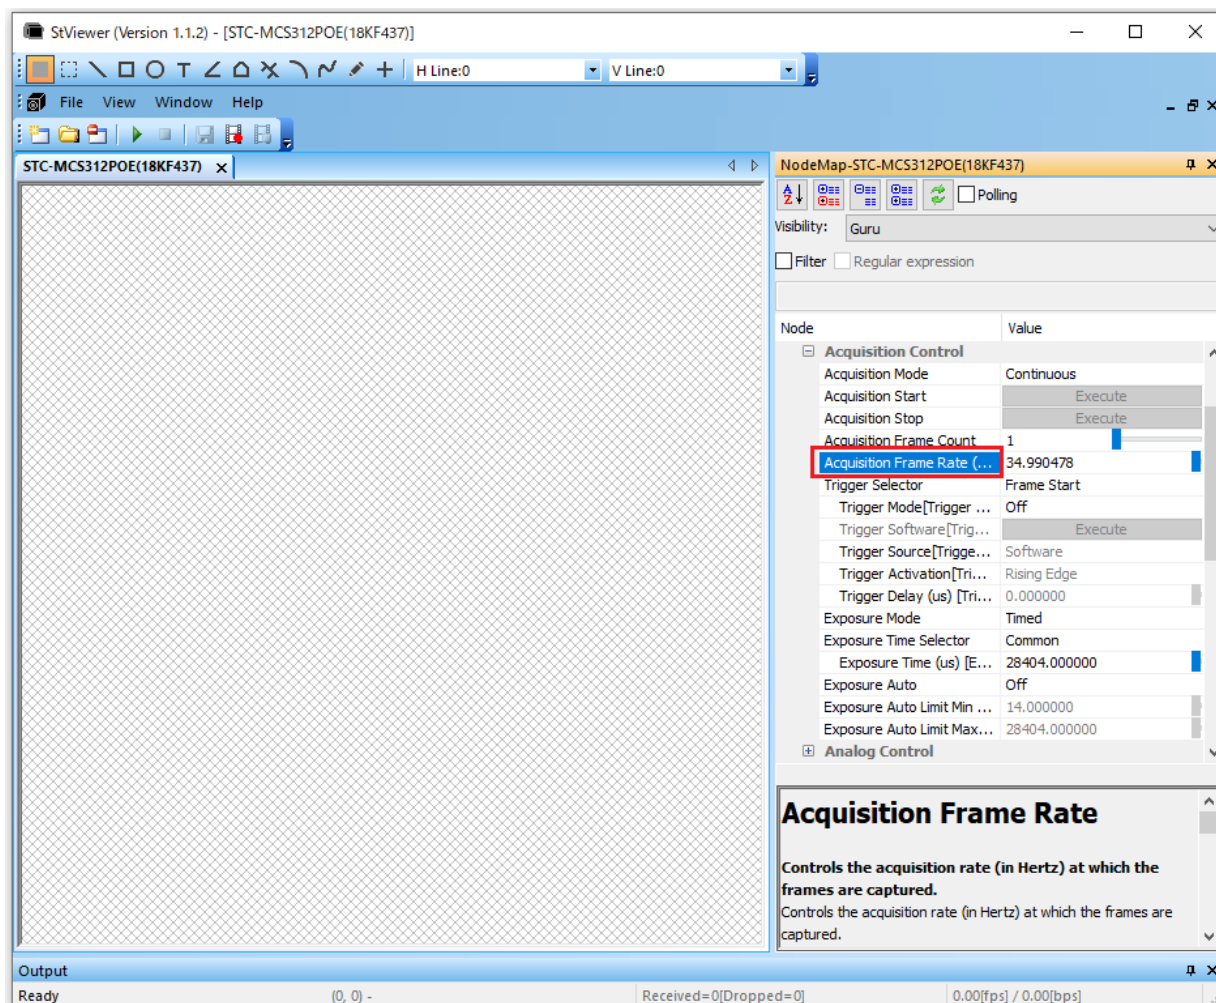 StViewer (Version 1.1.2) - [STC-MCS312POE(18KF437)]
H Line:0 V Line:0
File View Window Help
STC-MCS312POE(18KF437)
NodeMap-STC-MCS312POE(18KF437)
Polling
Visibility: Guru
Filter Regular expression
Node Value
Acquisition Control
Acquisition Mode Continuous
Acquisition Start Execute
Acquisition Stop Execute
Acquisition Frame Count 1
Acquisition Frame Rate (... 34.990478
Trigger Selector Frame Start
Trigger Mode[Trigger ... Off
Trigger Software[Trig... Execute
Trigger Source[Trigge... Software
Trigger Activation[Tri... Rising Edge
Trigger Delay (us) [Tri... 0.000000
Exposure Mode Timed
Exposure Time Selector Common
Exposure Time (us) [E... 28404.000000
Exposure Auto Off
Exposure Auto Limit Min ... 14.000000
Exposure Auto Limit Max... 28404.000000
Analog Control
Acquisition Frame Rate
Controls the acquisition rate (in Hertz) at which the
frames are captured.
Controls the acquisition rate (in Hertz) at which the frames are
captured.
Output
Ready (0, 0) - Received=0[Dropped=0] 0.00[fps] / 0.00[bps]